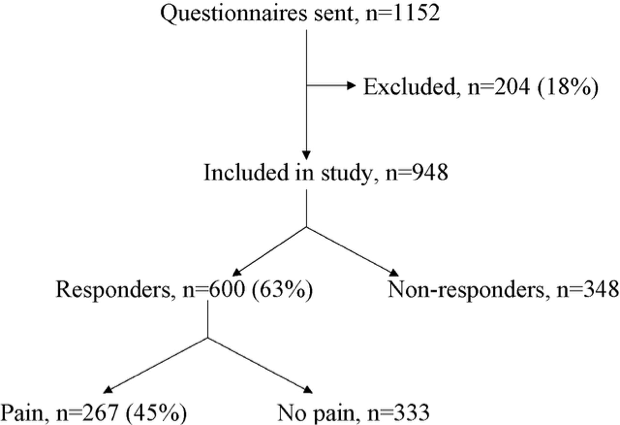 Questionnaires sent, n=1152
Excluded, n=204 (18%)
Included in study, n=948
Responders, n=600 (63%)
Non-responders, n=348
Pain, n=267 (45%)
No pain, n=333